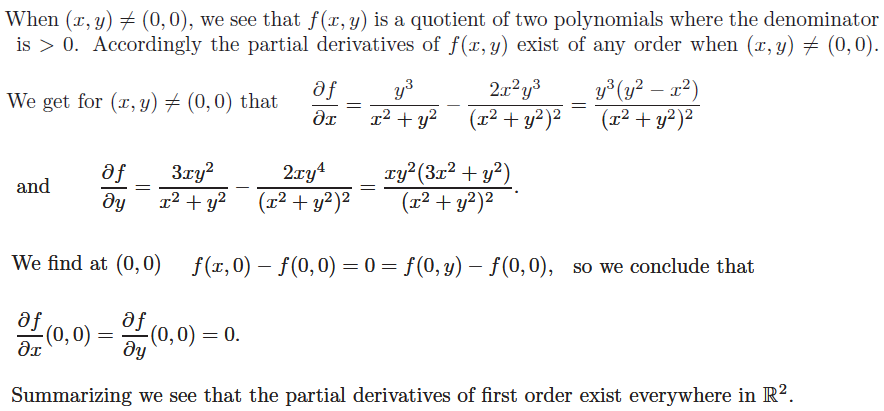 When (x, y) ≠ (0, 0), we see that f(x, y) is a quotient of two polynomials where the denominator
is > 0. Accordingly the partial derivatives of f(x, y) exist of any order when (x, y) ≠ (0, 0).
We get for (x, y) ≠ (0, 0) that ∂f/∂x = y³/(x² + y²) − 2x²y³/(x² + y²)² = y³(y² − x²)/(x² + y²)²
and ∂f/∂y = 3xy²/(x² + y²) − 2xy⁴/(x² + y²)² = xy²(3x² + y²)/(x² + y²)².
We find at (0, 0) f(x, 0) − f(0, 0) = 0 = f(0, y) − f(0, 0), so we conclude that
∂f/∂x (0, 0) = ∂f/∂y (0, 0) = 0.
Summarizing we see that the partial derivatives of first order exist everywhere in ℝ².